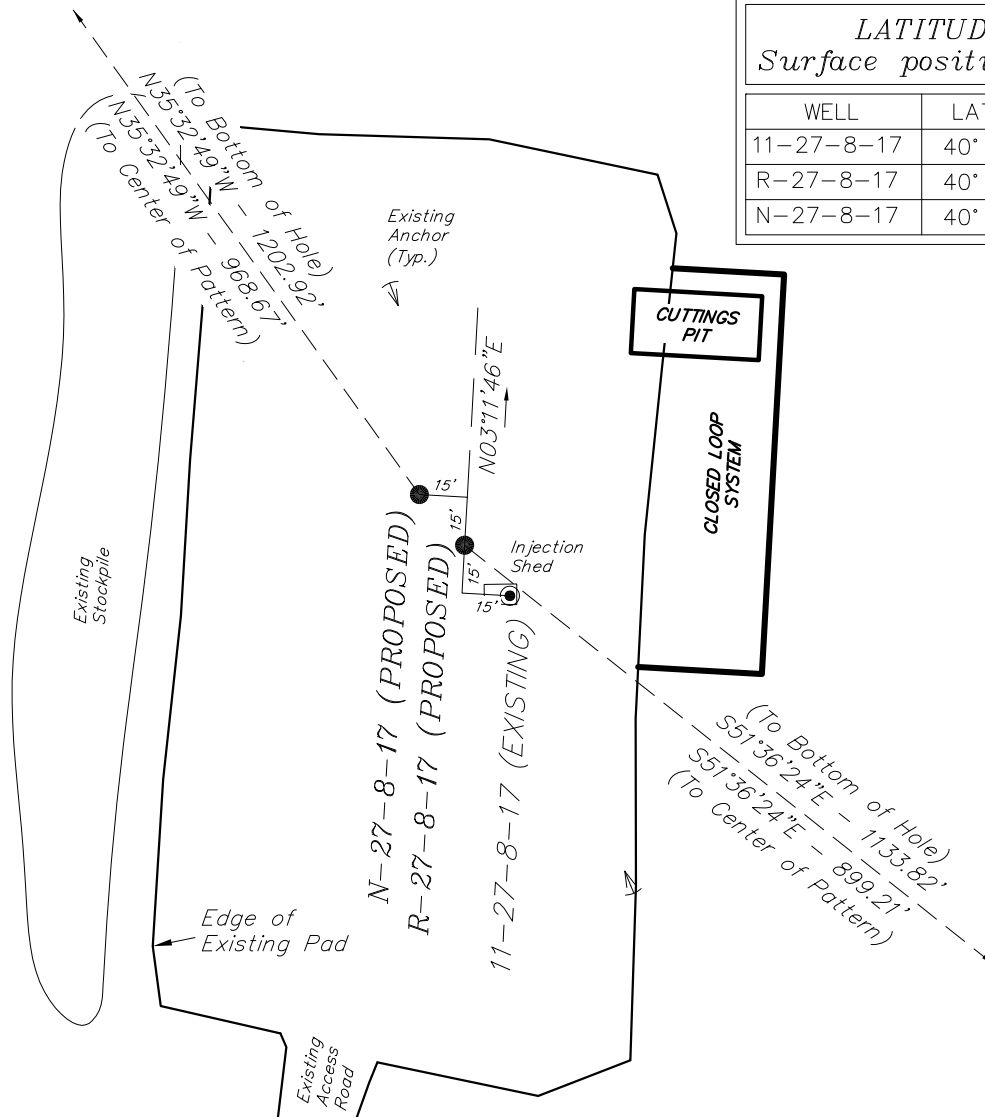 LATITUD
Surface positi
WELL LAT
11-27-8-17 40°
R-27-8-17 40°
N-27-8-17 40°
(To Bottom of Hole)
N35°32'49"W - 1202.92'
N35°32'49"W - 968.67'
(To Center of Pattern)
Existing
Anchor
(Typ.)
CUTTINGS
PIT
N03°11'46"E
CLOSED LOOP
SYSTEM
15'
15'
Injection
Shed
15'
15'
Existing
Stockpile
N-27-8-17 (PROPOSED)
R-27-8-17 (PROPOSED)
11-27-8-17 (EXISTING)
(To Bottom of Hole)
S51°36'24"E - 1133.82'
S51°36'24"E - 899.21'
(To Center of Pattern)
Edge of
Existing Pad
Existing
Access
Road